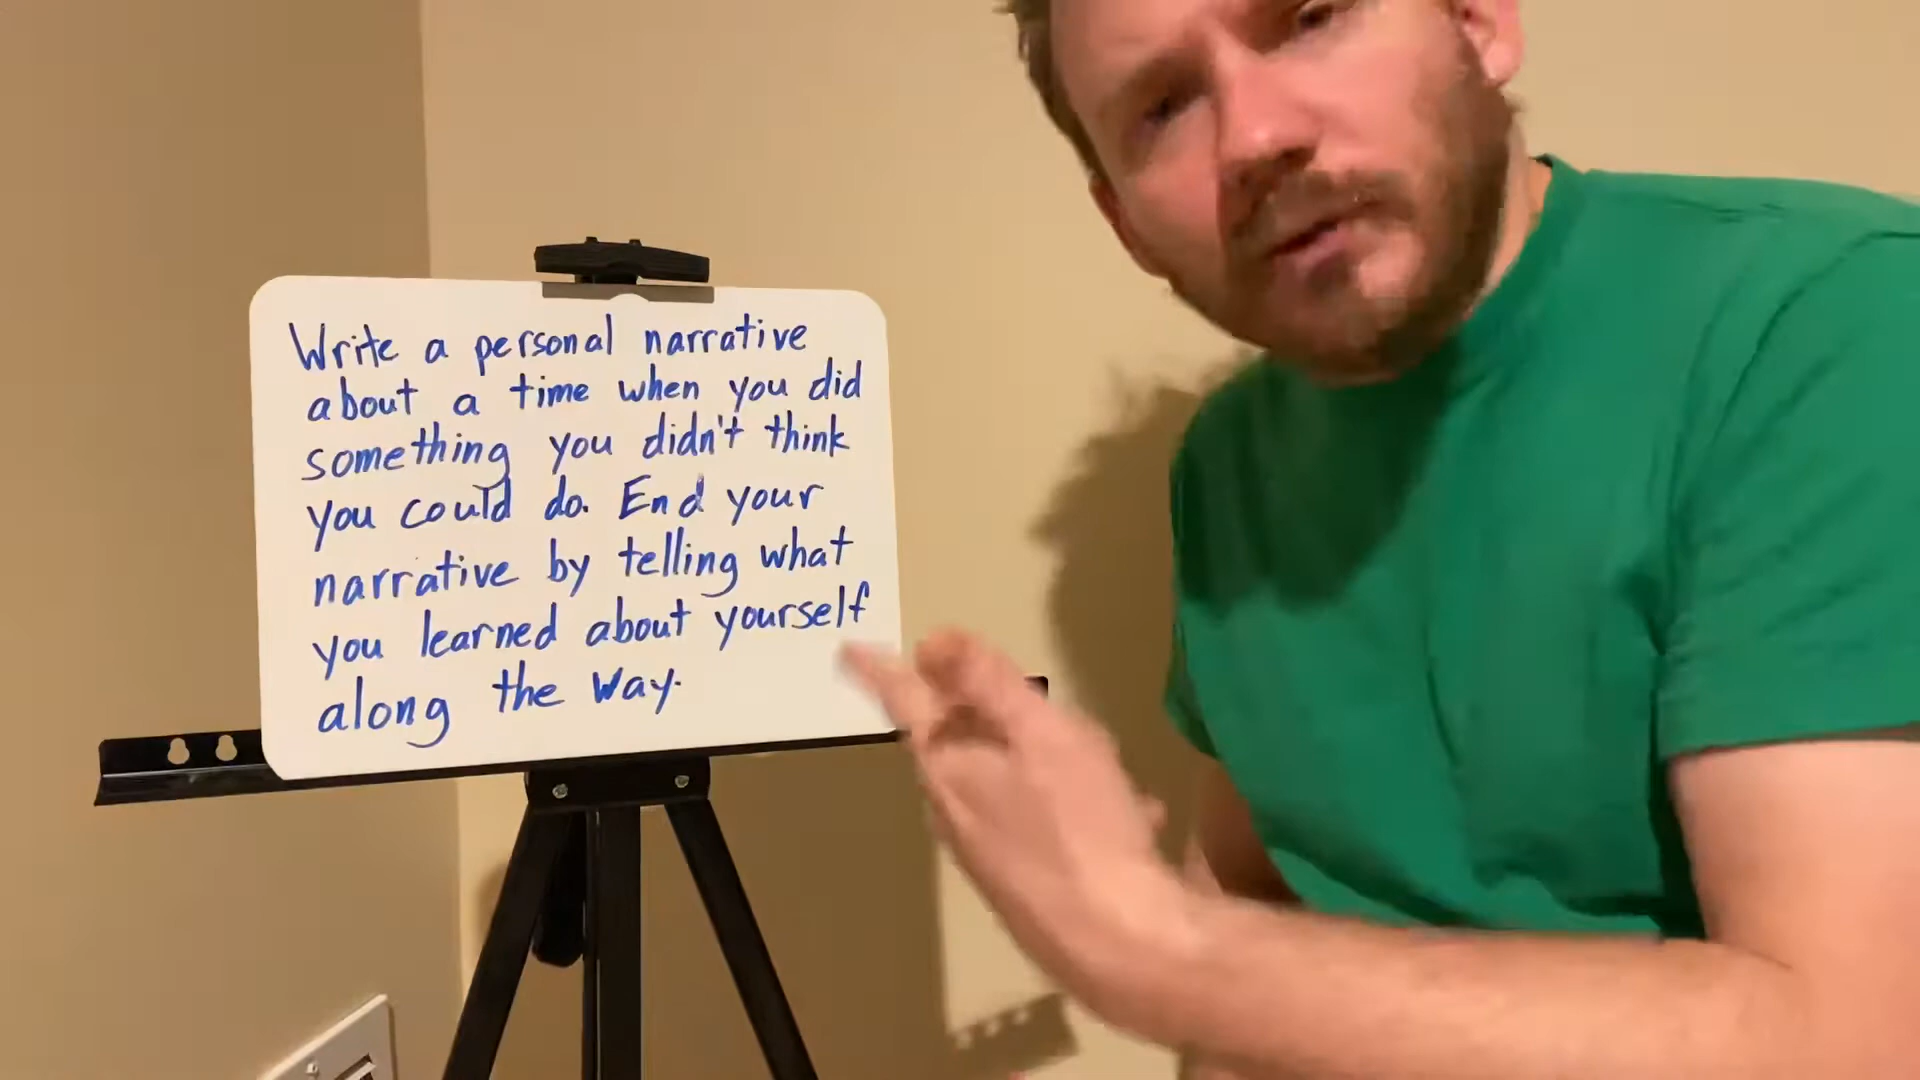 Write a personal narrative
about a time when you did
something you didn't think
you could do. End your
narrative by telling what
you learned about yourself
along the way.